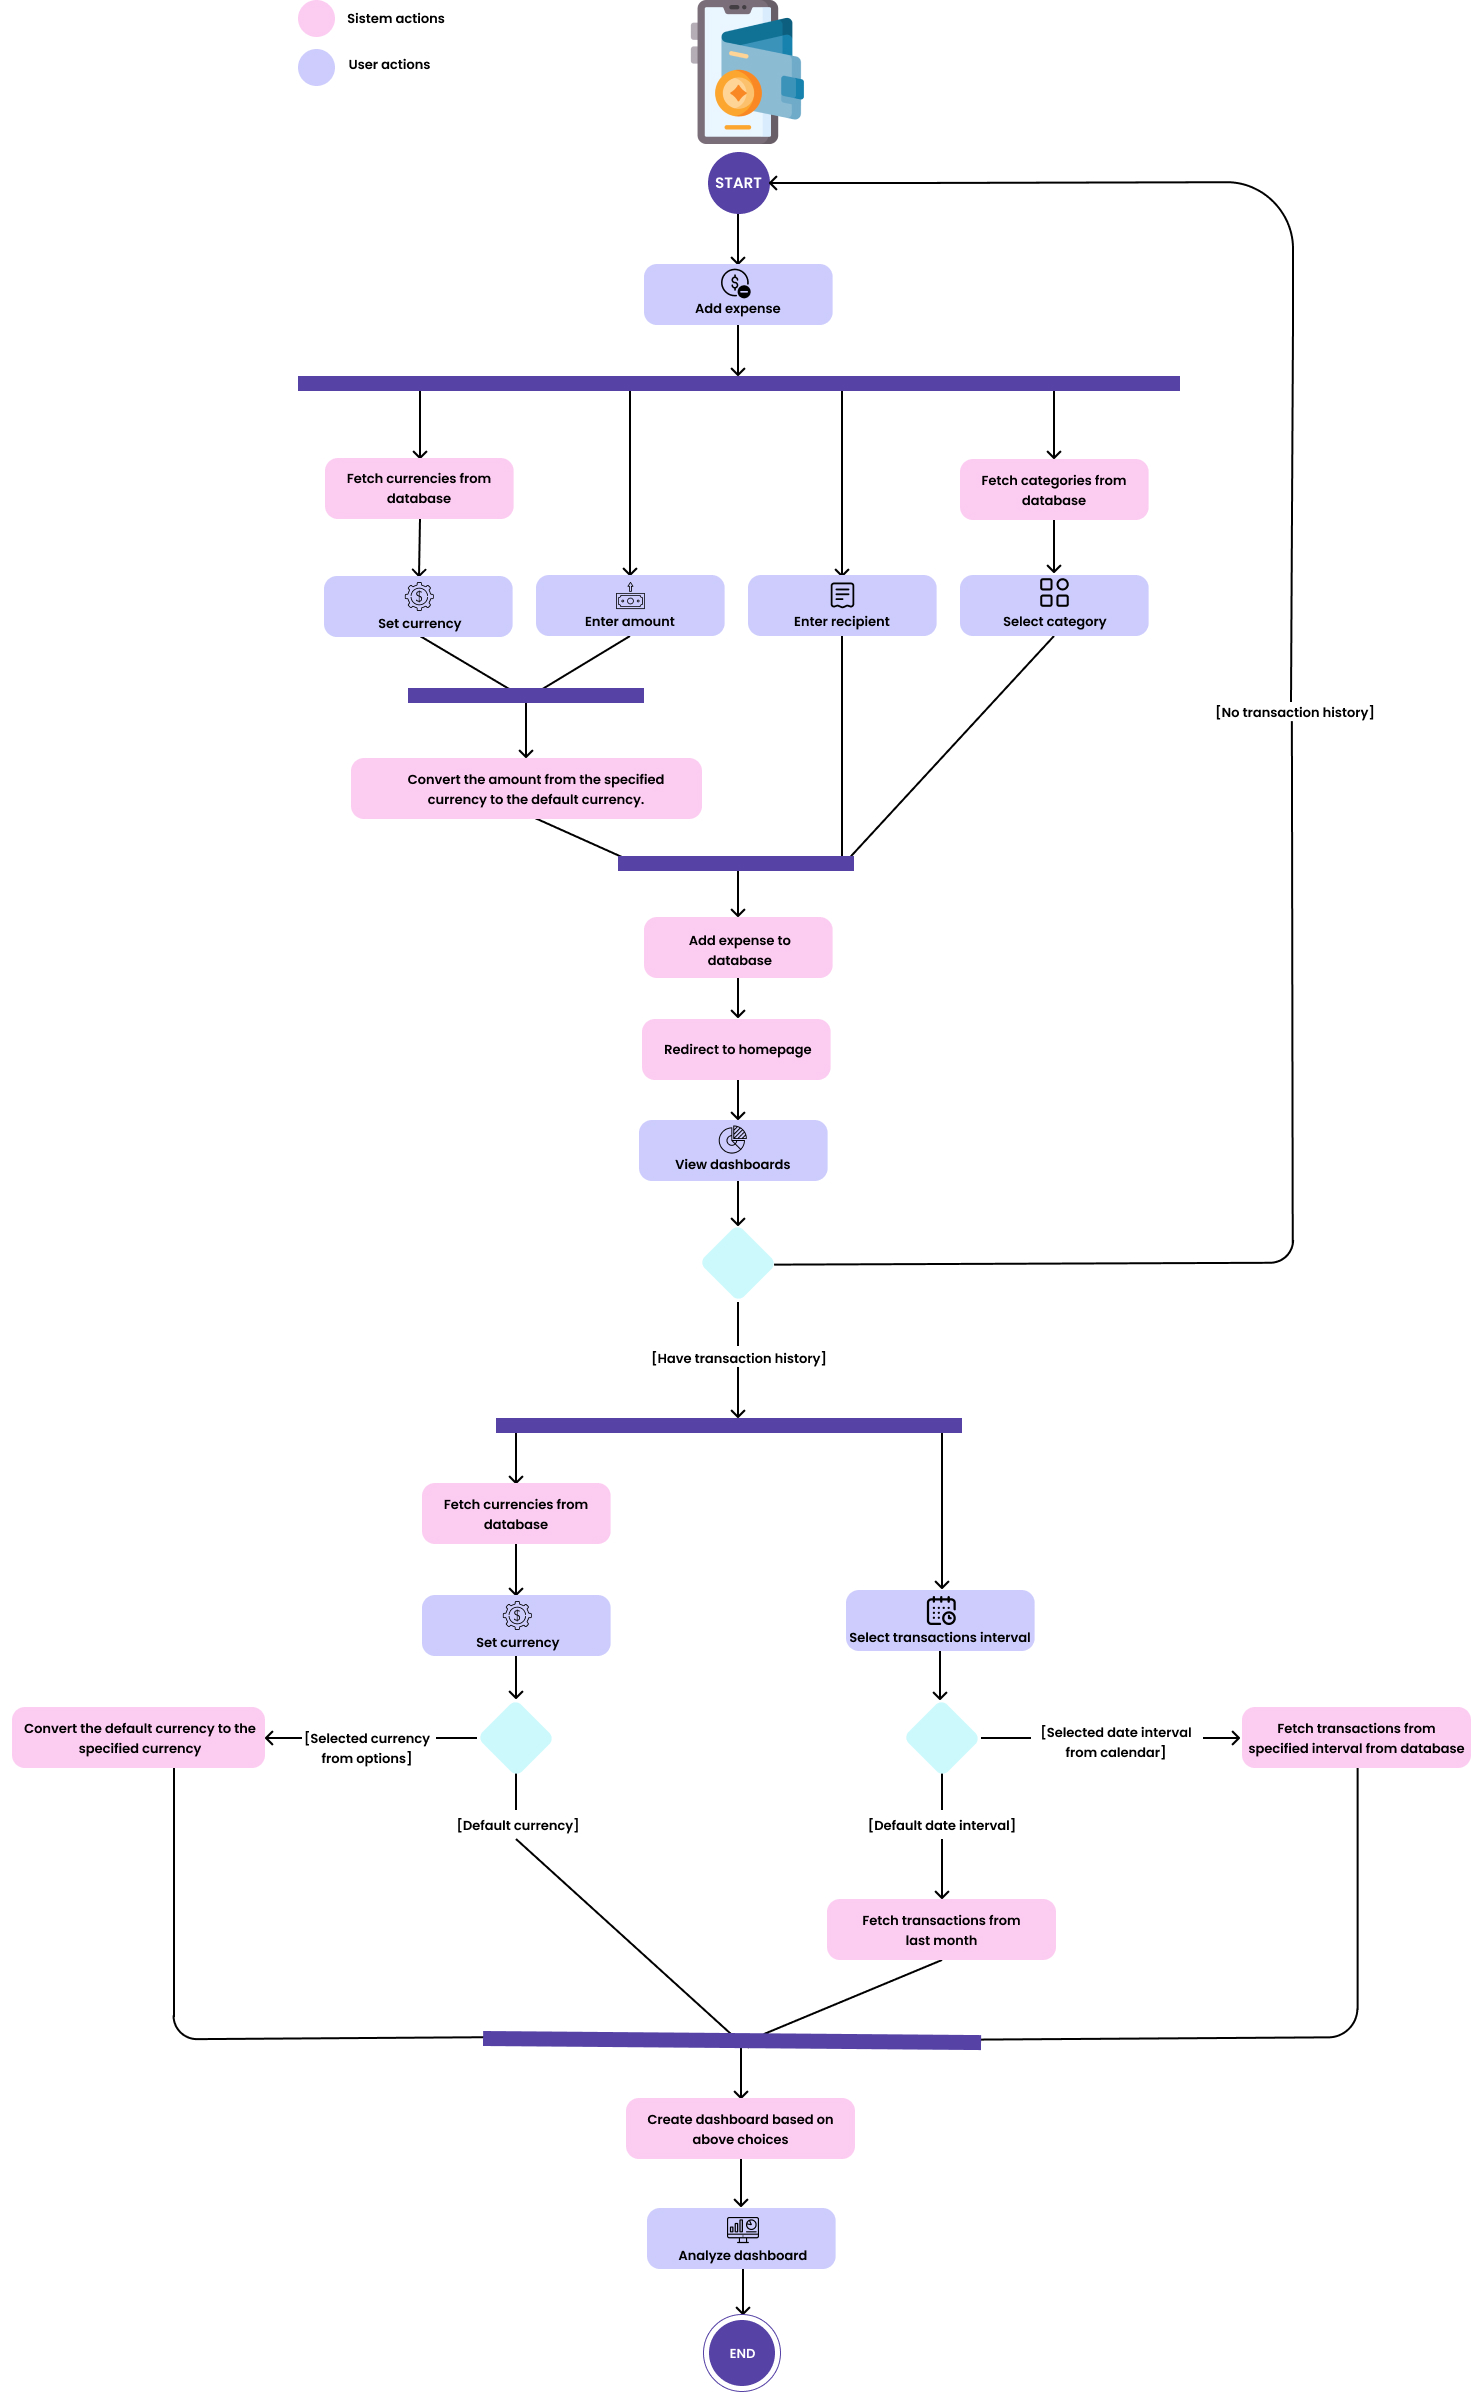 Sistem actions
User actions
START
Add expense
Fetch currencies from
database
Fetch categories from
database
Set currency
Enter amount
Enter recipient
Select category
[No transaction history]
Convert the amount from the specified
currency to the default currency.
Add expense to
database
Redirect to homepage
View dashboards
[Have transaction history]
Fetch currencies from
database
Set currency
Select transactions interval
Convert the default currency to the
specified currency
[Selected currency
from options]
[Selected date interval
from calendar]
Fetch transactions from
specified interval from database
[Default currency]
[Default date interval]
Fetch transactions from
last month
Create dashboard based on
above choices
Analyze dashboard
END